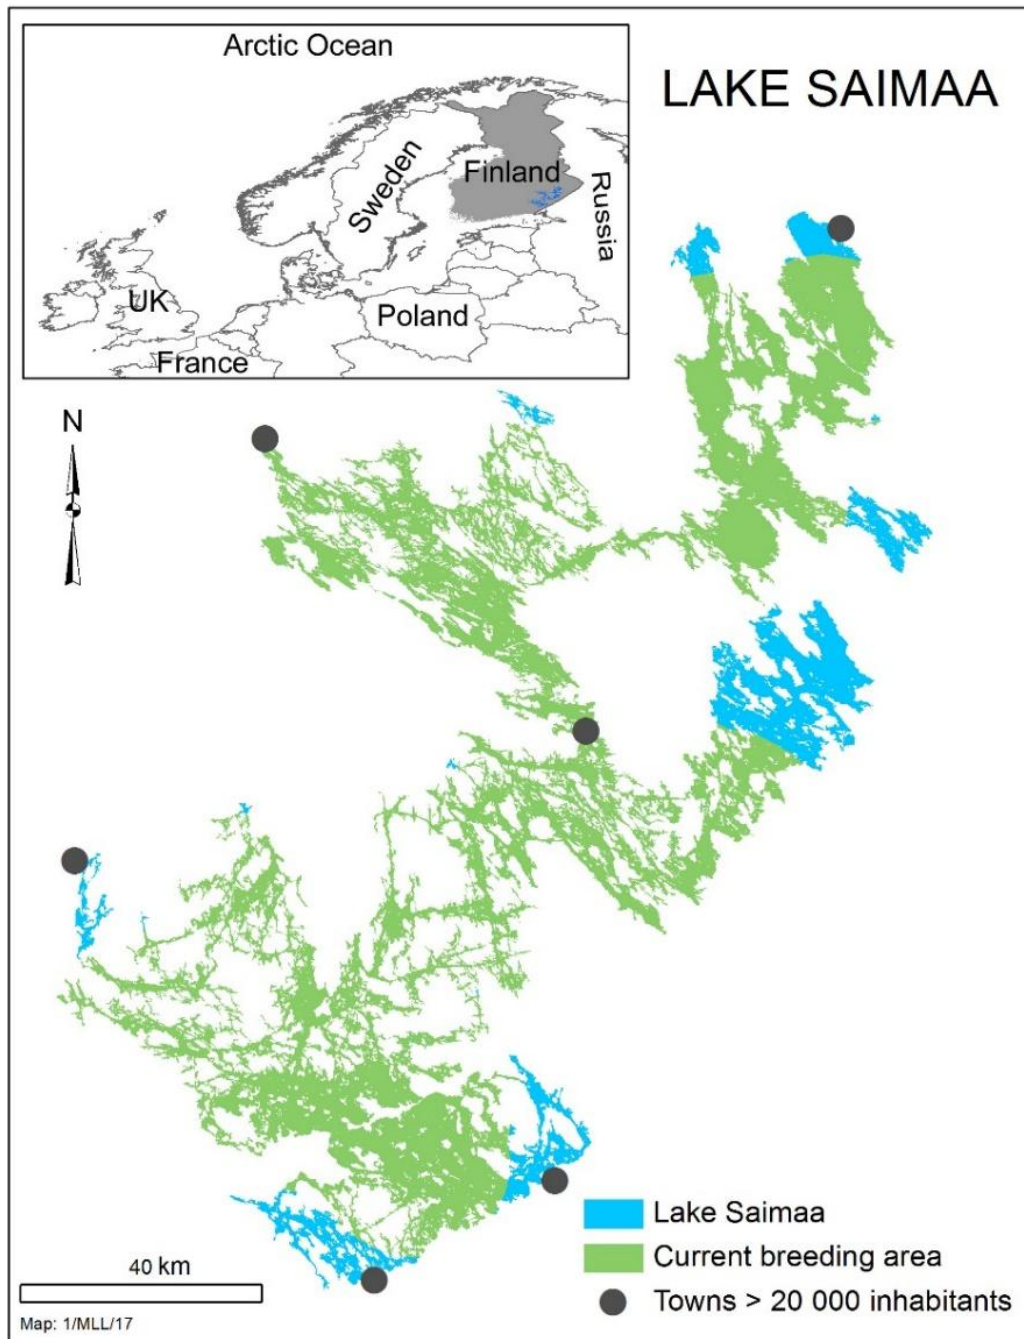 Arctic Ocean
LAKE SAIMAA
Sweden
Finland
Russia
UK
Poland
France
N
Lake Saimaa
Current breeding area
40 km
Towns > 20 000 inhabitants
Map: 1/MLL/17